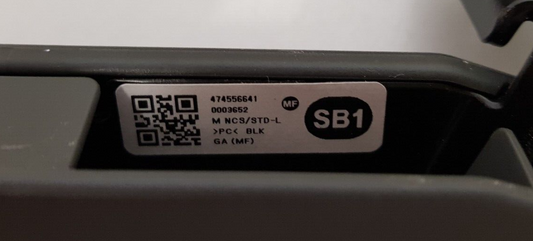 474556641
0003652
M NCS/STD-L
>PC< BLK
GA (MF)
MF
SB1